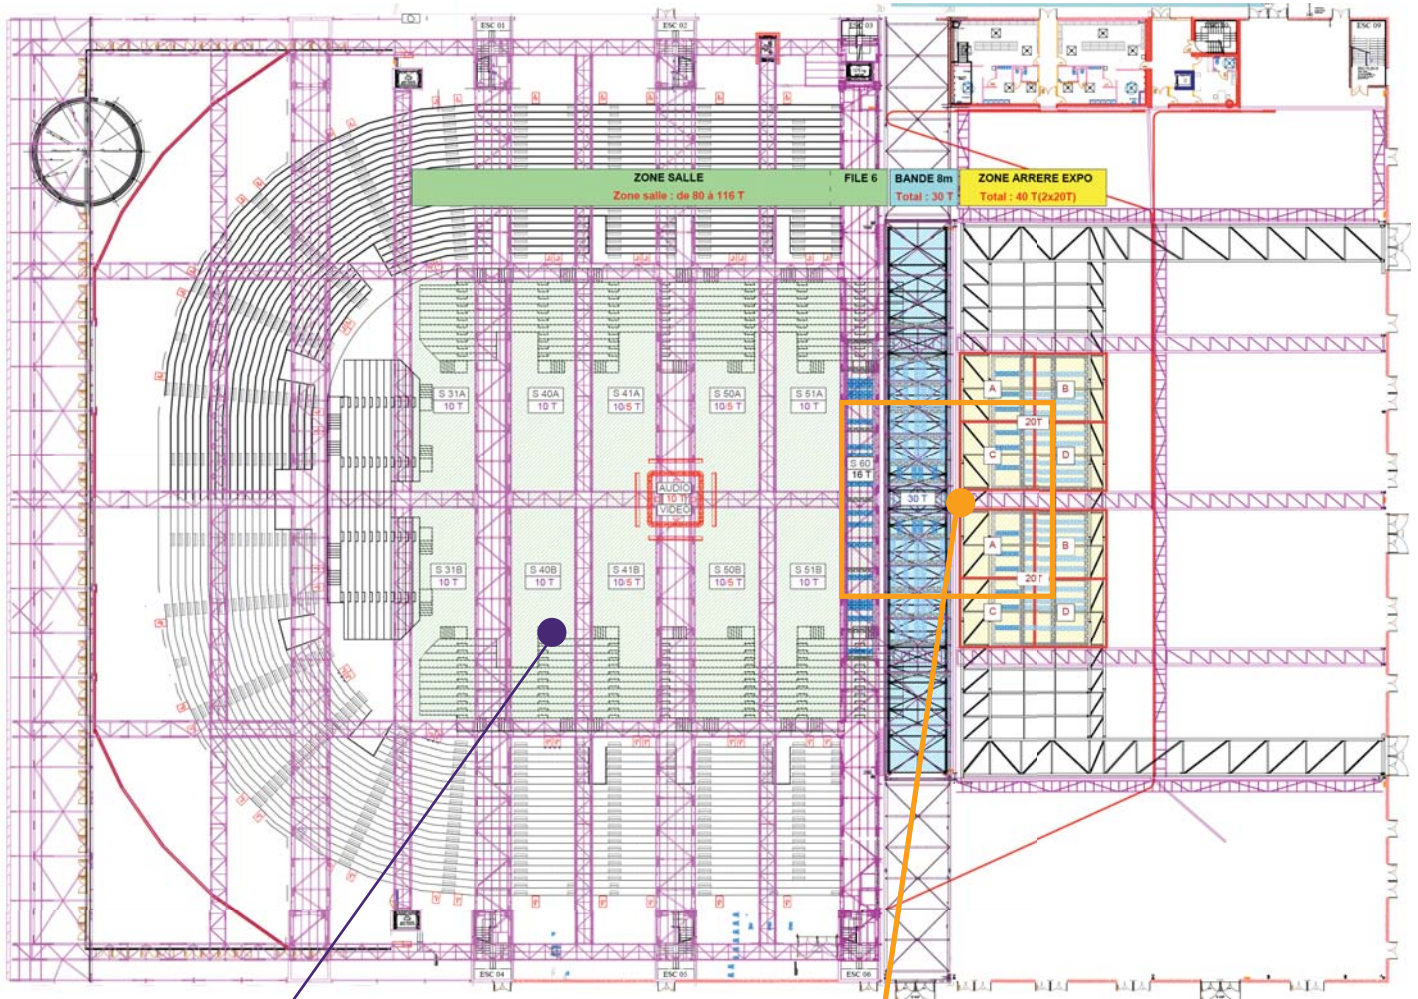 ESC 01
ESC 02
ESC 03
ESC 09
ZONE SALLE
Zone salle : de 80 à 116 T
FILE 6
BANDE 8m
Total : 30 T
ZONE ARRERE EXPO
Total : 40 T(2x20T)
S 31A
10 T
S 40A
10 T
S 41A
10/5 T
S 50A
10/5 T
S 51A
10 T
A
B
20T
C
D
S 60
16 T
AUDIO
10 T
VIDEO
30 T
S 31B
10 T
S 40B
10 T
S 41B
10/5 T
S 50B
10/5 T
S 51B
10 T
A
B
20T
C
D
ESC 04
ESC 05
ESC 06